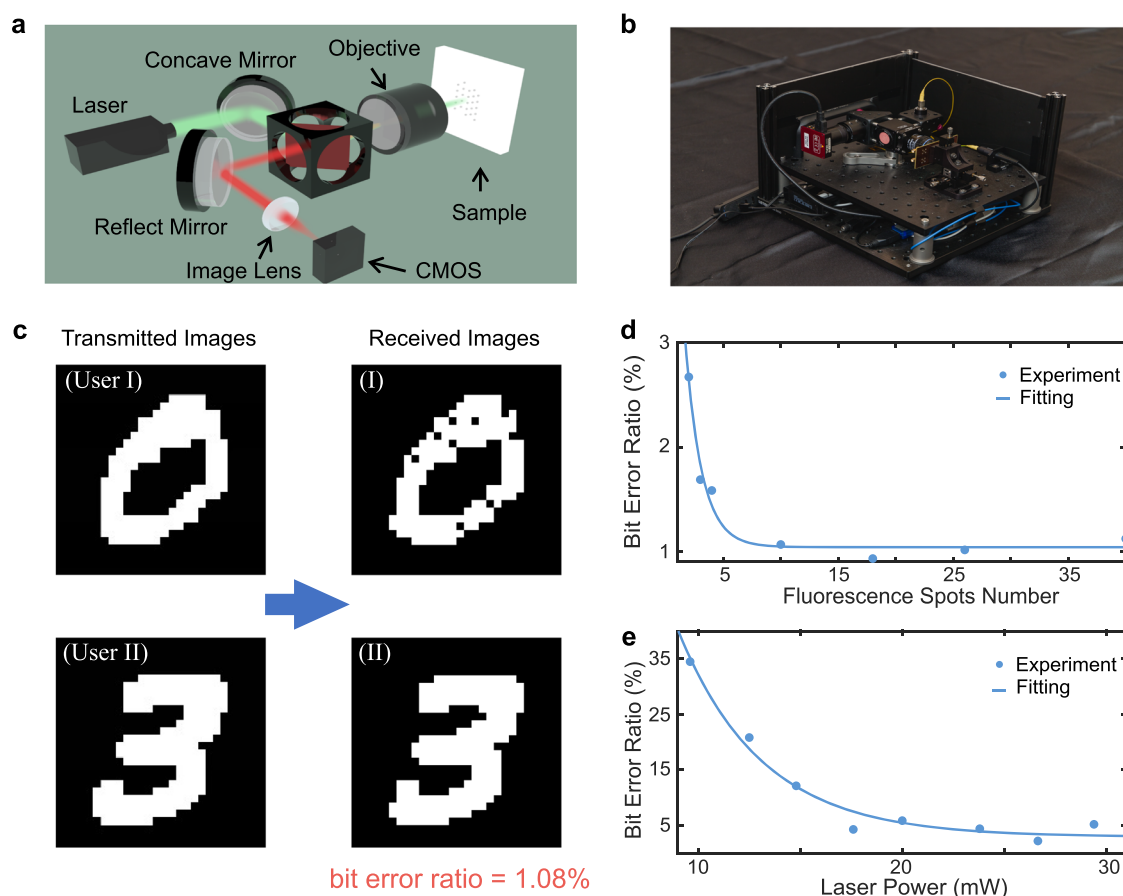 a
Concave Mirror
Objective
Laser
Reflect Mirror
Image Lens
CMOS
Sample
b
c
Transmitted Images
Received Images
(User I)
(I)
(User II)
(II)
bit error ratio = 1.08%
d
Bit Error Ratio (%)
3
2
1
Experiment
Fitting
5
15
25
35
Fluorescence Spots Number
e
Bit Error Ratio (%)
35
25
15
5
Experiment
Fitting
10
20
30
Laser Power (mW)